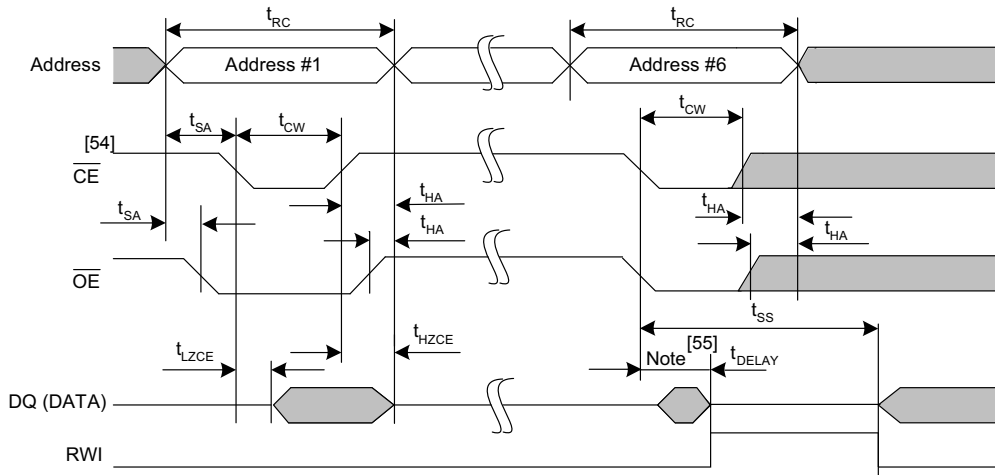 tRC
tRC
Address
Address #1
Address #6
tSA
tCW
tCW
[54]
CE
tSA
tHA
tHA
tHA
tHA
OE
tSS
tLZCE
tHZCE
Note
[55]
tDELAY
DQ (DATA)
RWI